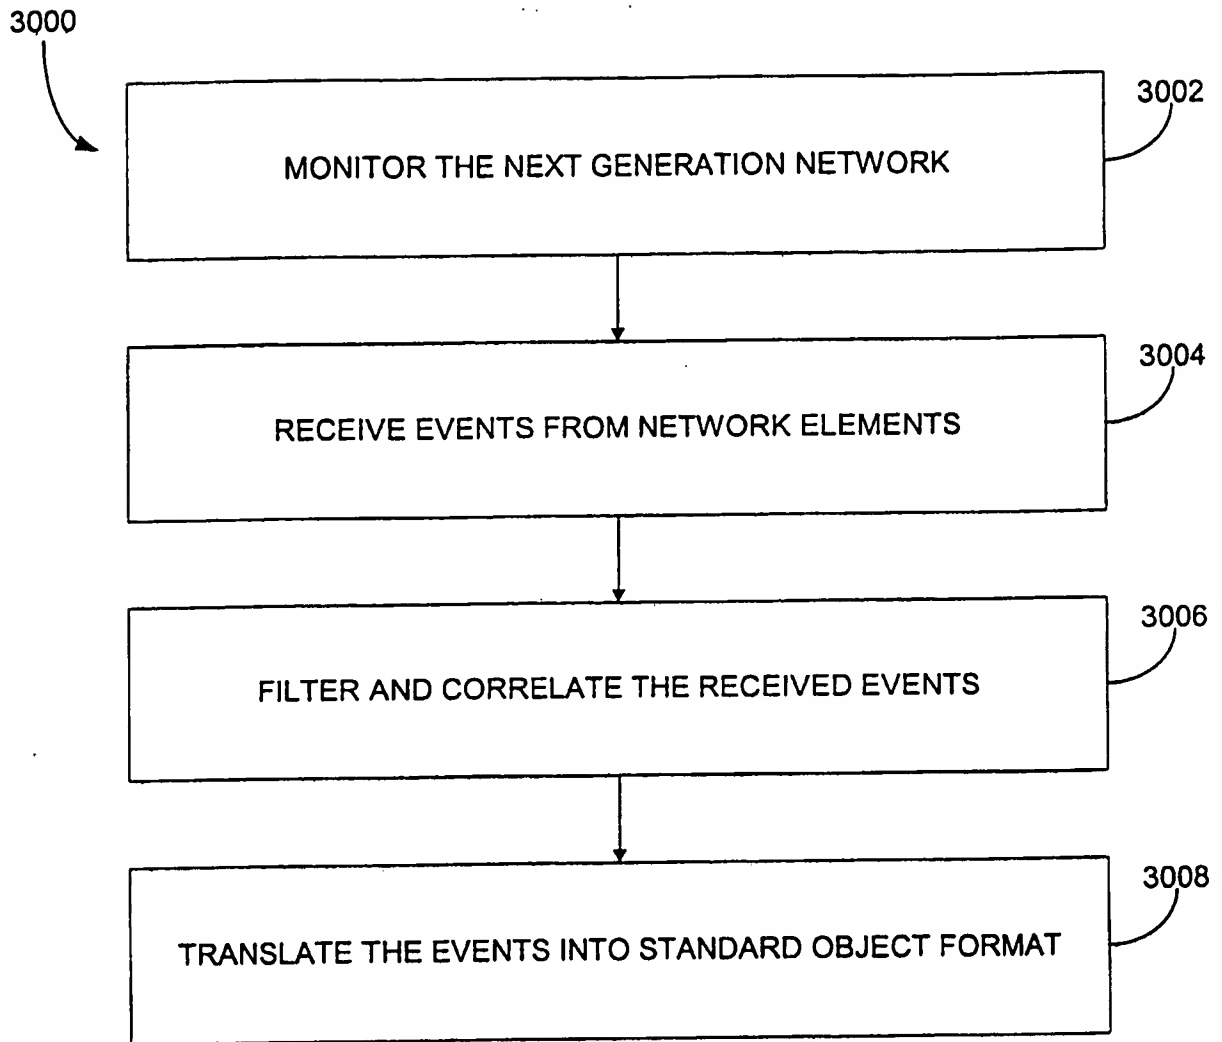 3000
3002
MONITOR THE NEXT GENERATION NETWORK
3004
RECEIVE EVENTS FROM NETWORK ELEMENTS
3006
FILTER AND CORRELATE THE RECEIVED EVENTS
3008
TRANSLATE THE EVENTS INTO STANDARD OBJECT FORMAT